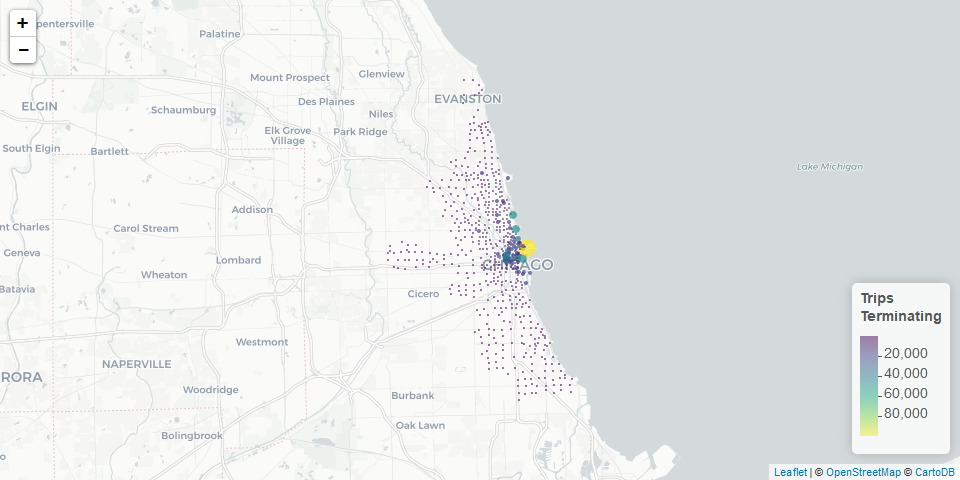 +
−
pentersville
Palatine
Mount Prospect
Glenview
EVANSTON
ELGIN
Schaumburg
Des Plaines
Niles
Elk Grove
Village
Park Ridge
South Elgin
Bartlett
Lake Michigan
Addison
nt Charles
Carol Stream
Geneva
Lombard
CHICAGO
Wheaton
Batavia
Cicero
Trips
Terminating
20,000
40,000
60,000
80,000
Westmont
NAPERVILLE
RORA
Woodridge
Burbank
Oak Lawn
Bolingbrook
o
Leaflet | © OpenStreetMap © CartoDB